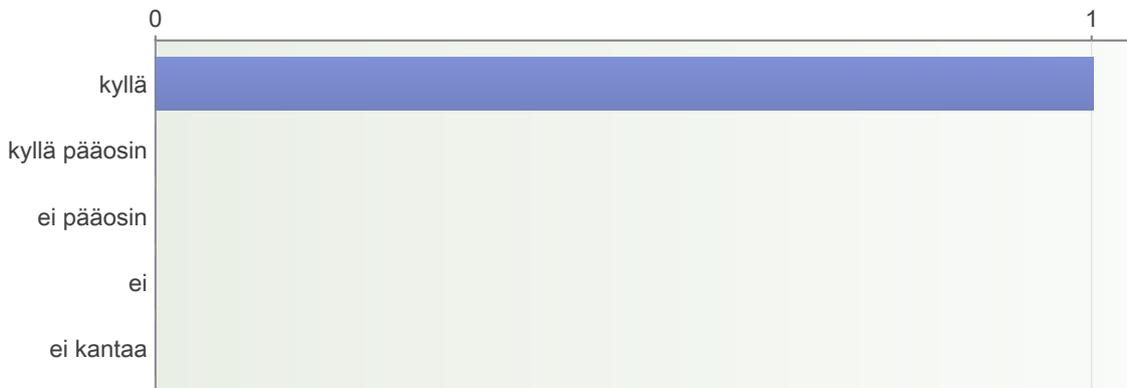 0 1
kyllä
kyllä pääosin
ei pääosin
ei
ei kantaa